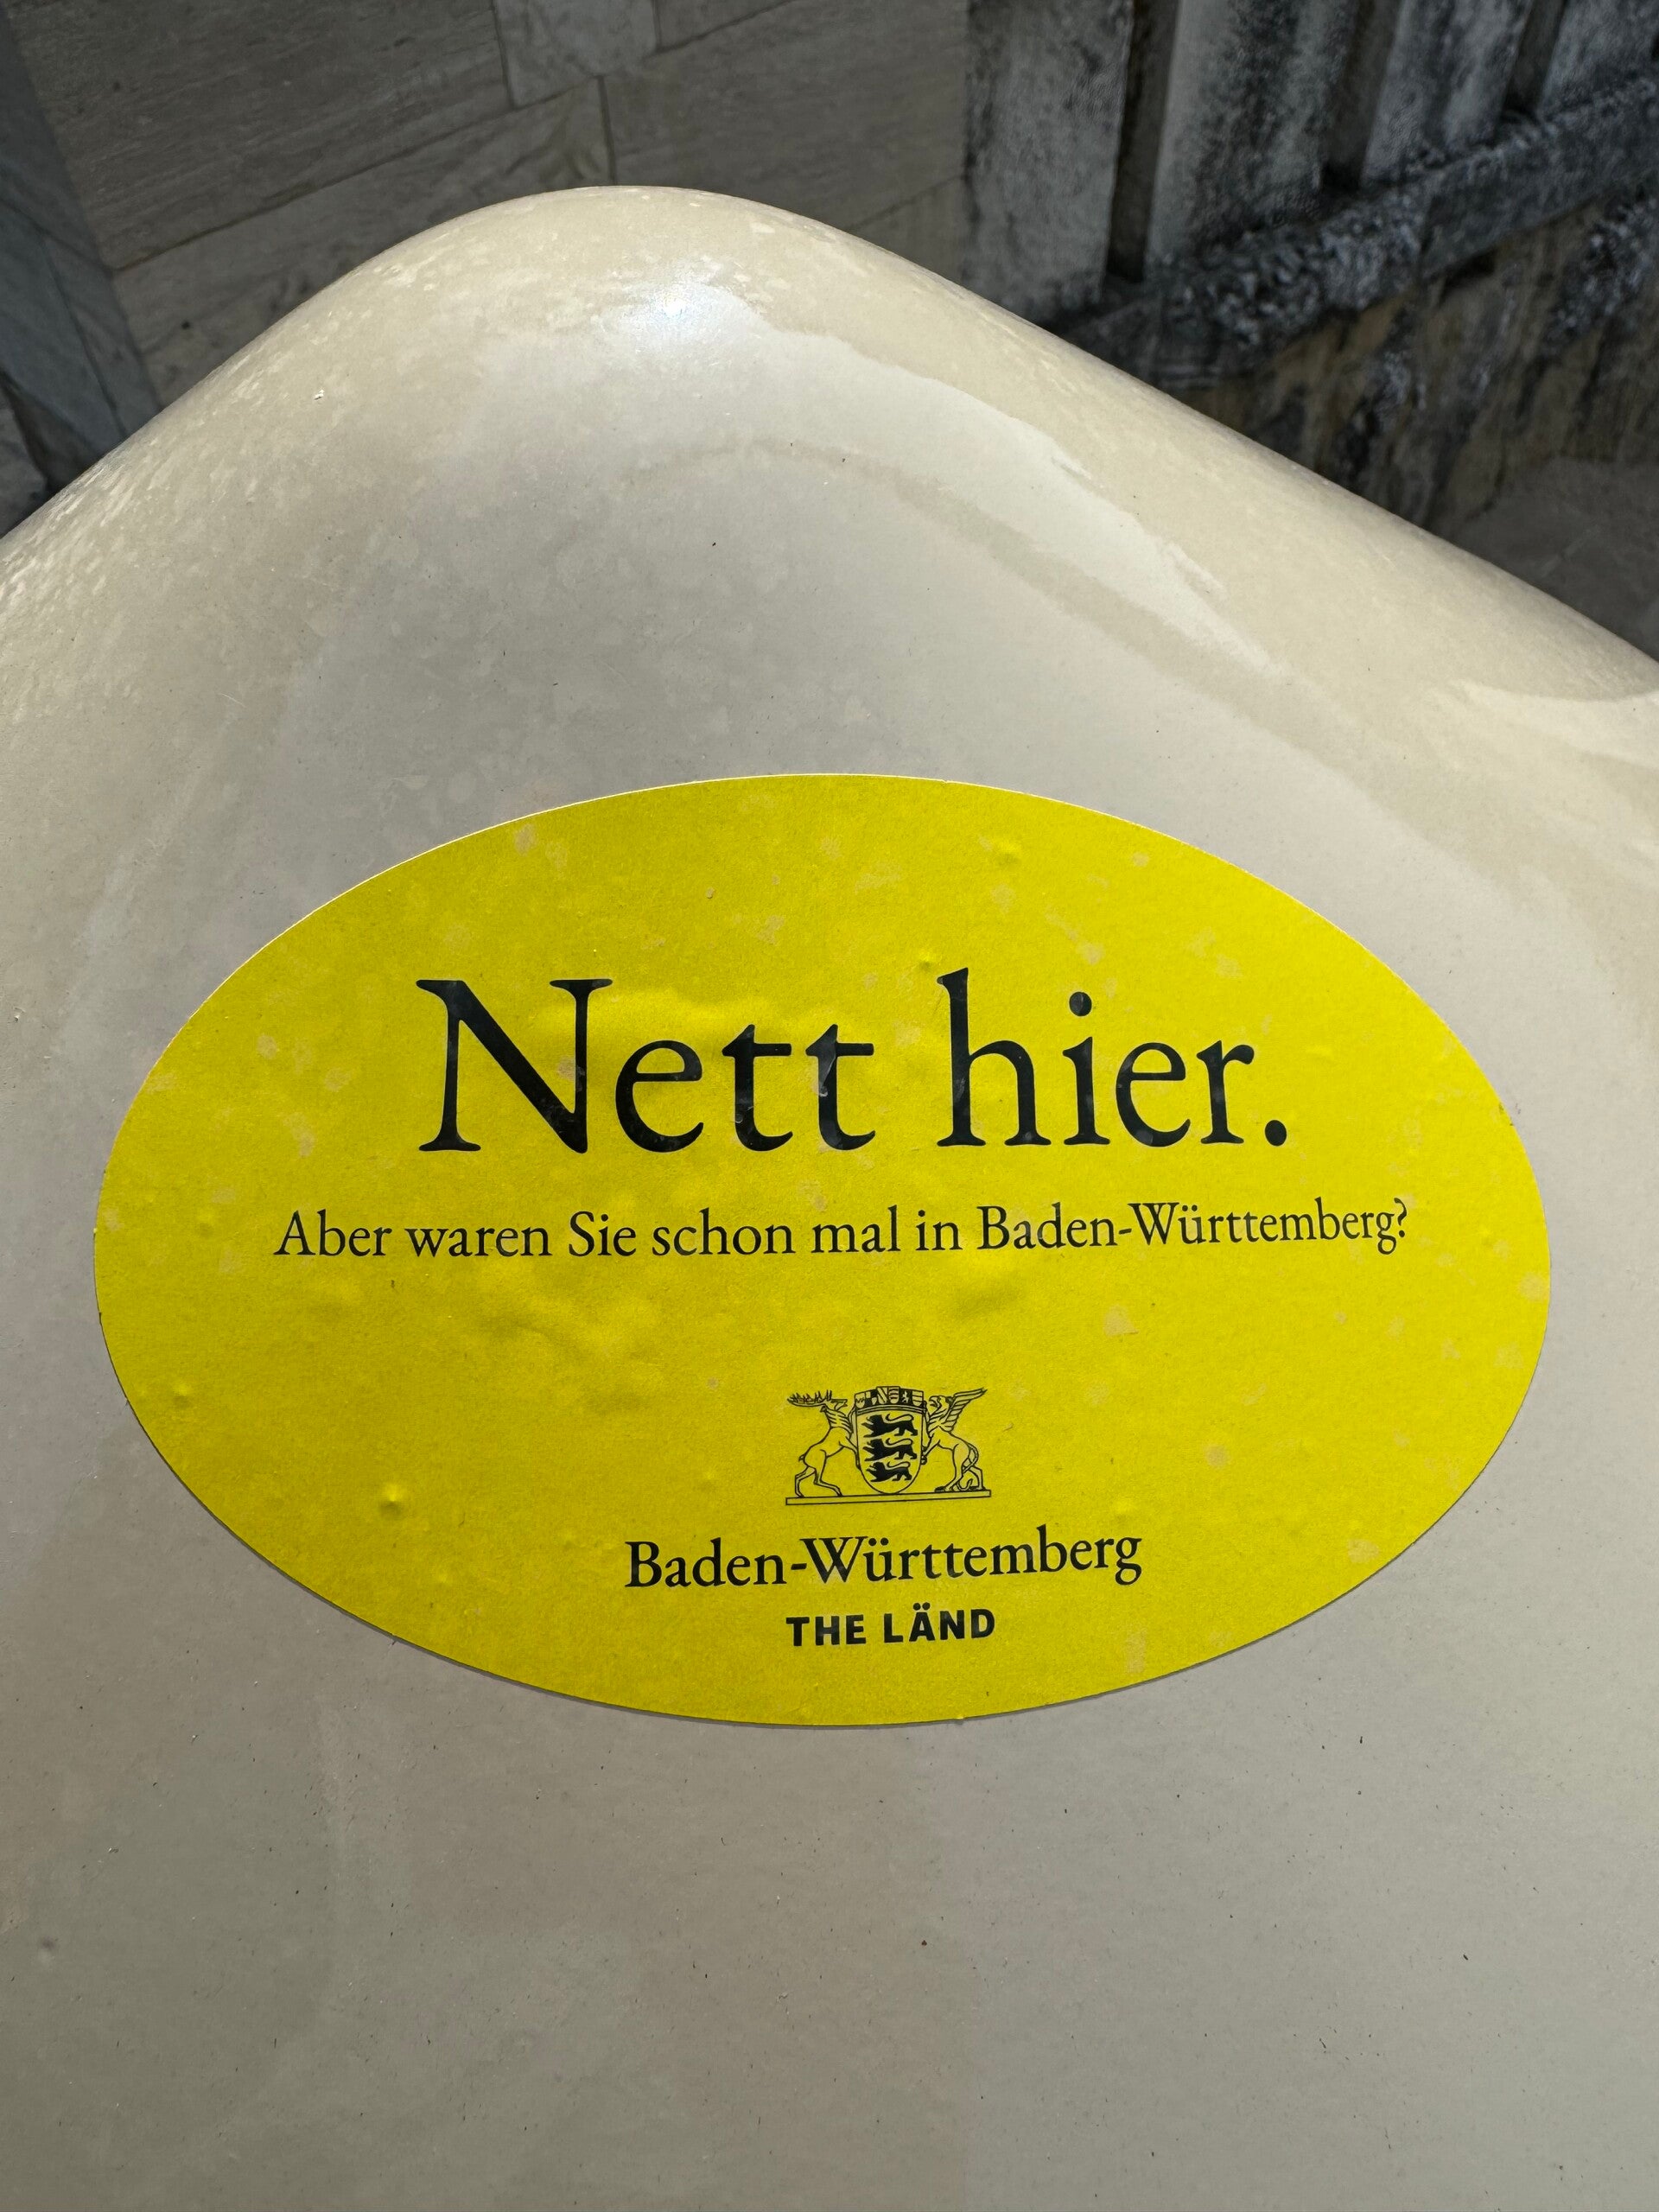 Nett hier.
Aber waren Sie schon mal in Baden-Württemberg?
Baden-Württemberg
THE LÄND